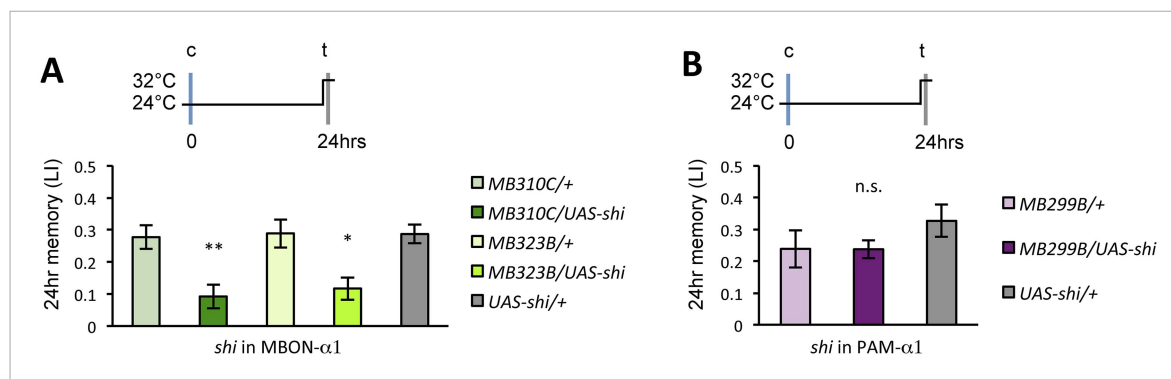 A
c
t
32°C
24°C
0
24hrs
24hr memory (LI)
0.5
0.4
0.3
0.2
0.1
0
**
*
shi in MBON-α1
MB310C/+
MB310C/UAS-shi
MB323B/+
MB323B/UAS-shi
UAS-shi/+
B
c
t
32°C
24°C
0
24hrs
24hr memory (LI)
0.5
0.4
0.3
0.2
0.1
0
n.s.
shi in PAM-α1
MB299B/+
MB299B/UAS-shi
UAS-shi/+